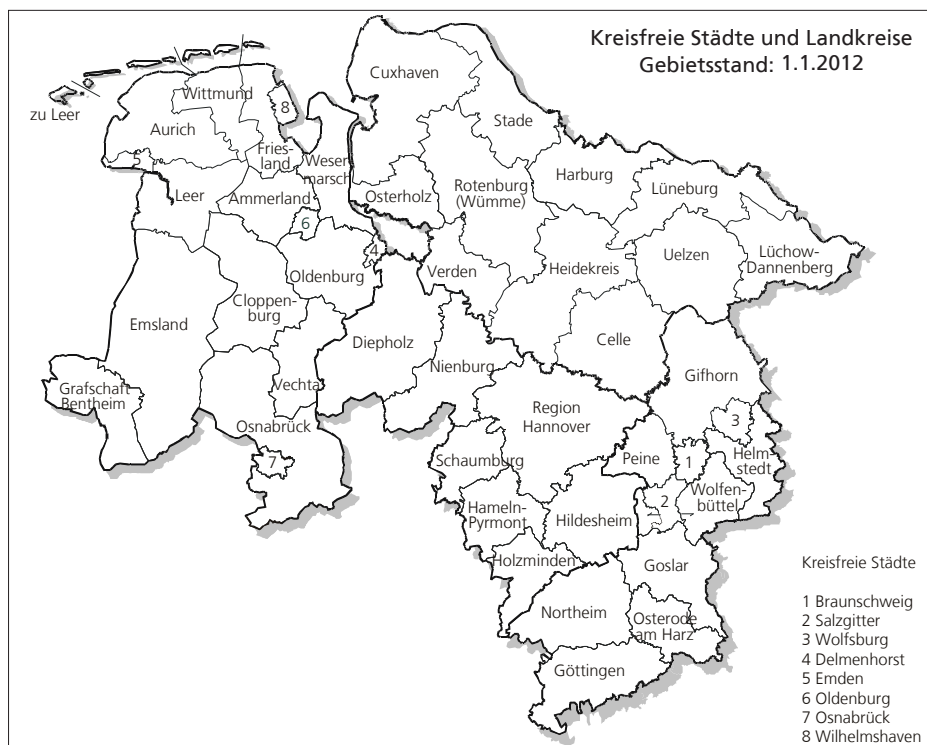 Kreisfreie Städte und Landkreise
Gebietsstand: 1.1.2012
Cuxhaven
Wittmund
8
zu Leer
Stade
Aurich
Fries-
land
Weser-
marsch
5
Harburg
Lüneburg
Leer
Ammerland
Osterholz
Rotenburg
(Wümme)
6
4
Oldenburg
Verden
Heidekreis
Uelzen
Lüchow-
Dannenberg
Cloppen-
burg
Emsland
Diepholz
Celle
Nienburg
Gifhorn
Grafschaft
Bentheim
Vechta
Region
Hannover
3
Osnabrück
7
Schaumburg
Peine
1
Helm-
stedt
2
Wolfen-
büttel
Hameln-
Pyrmont
Hildesheim
Holzminden
Goslar
Northeim
Osterode
am Harz
Göttingen
Kreisfreie Städte
1 Braunschweig
2 Salzgitter
3 Wolfsburg
4 Delmenhorst
5 Emden
6 Oldenburg
7 Osnabrück
8 Wilhelmshaven